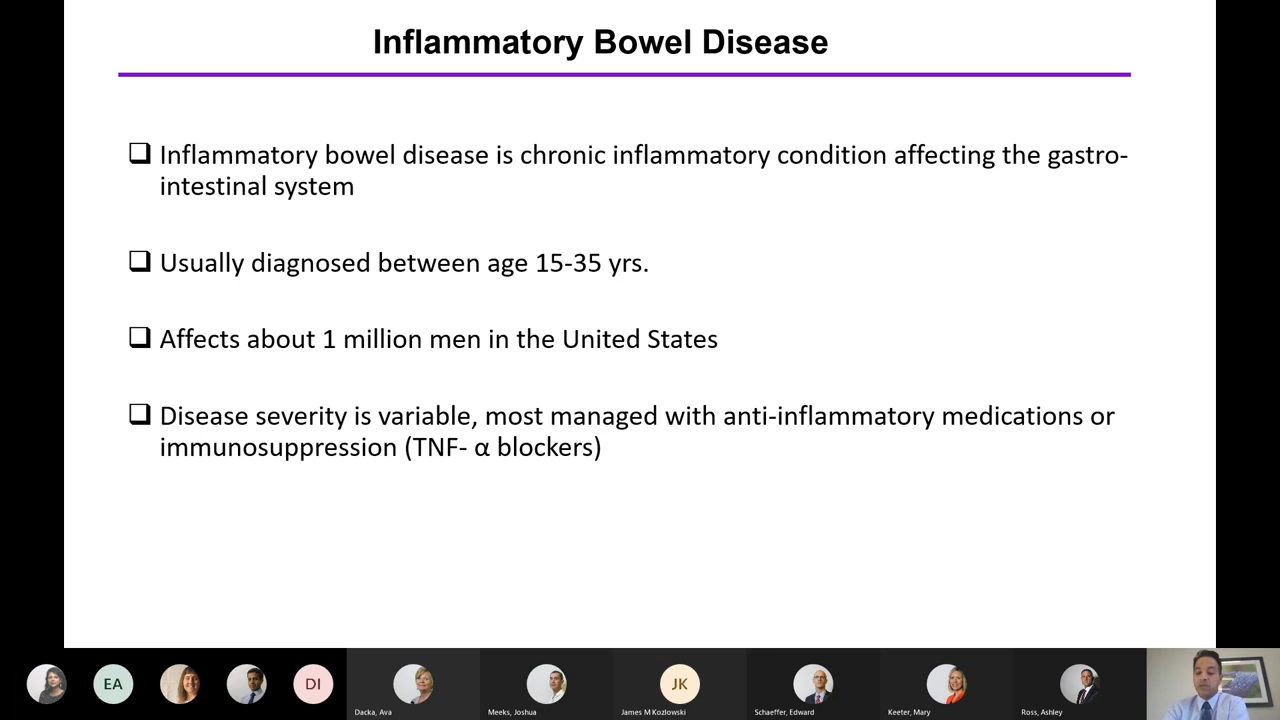 Inflammatory Bowel Disease
Inflammatory bowel disease is chronic inflammatory condition affecting the gastro-
intestinal system
Usually diagnosed between age 15-35 yrs.
Affects about 1 million men in the United States
Disease severity is variable, most managed with anti-inflammatory medications or
immunosuppression (TNF- α blockers)
EA
DI
JK
Dacka, Ava
Meeks, Joshua
James M Kozlowski
Schaeffer, Edward
Keeter, Mary
Ross, Ashley